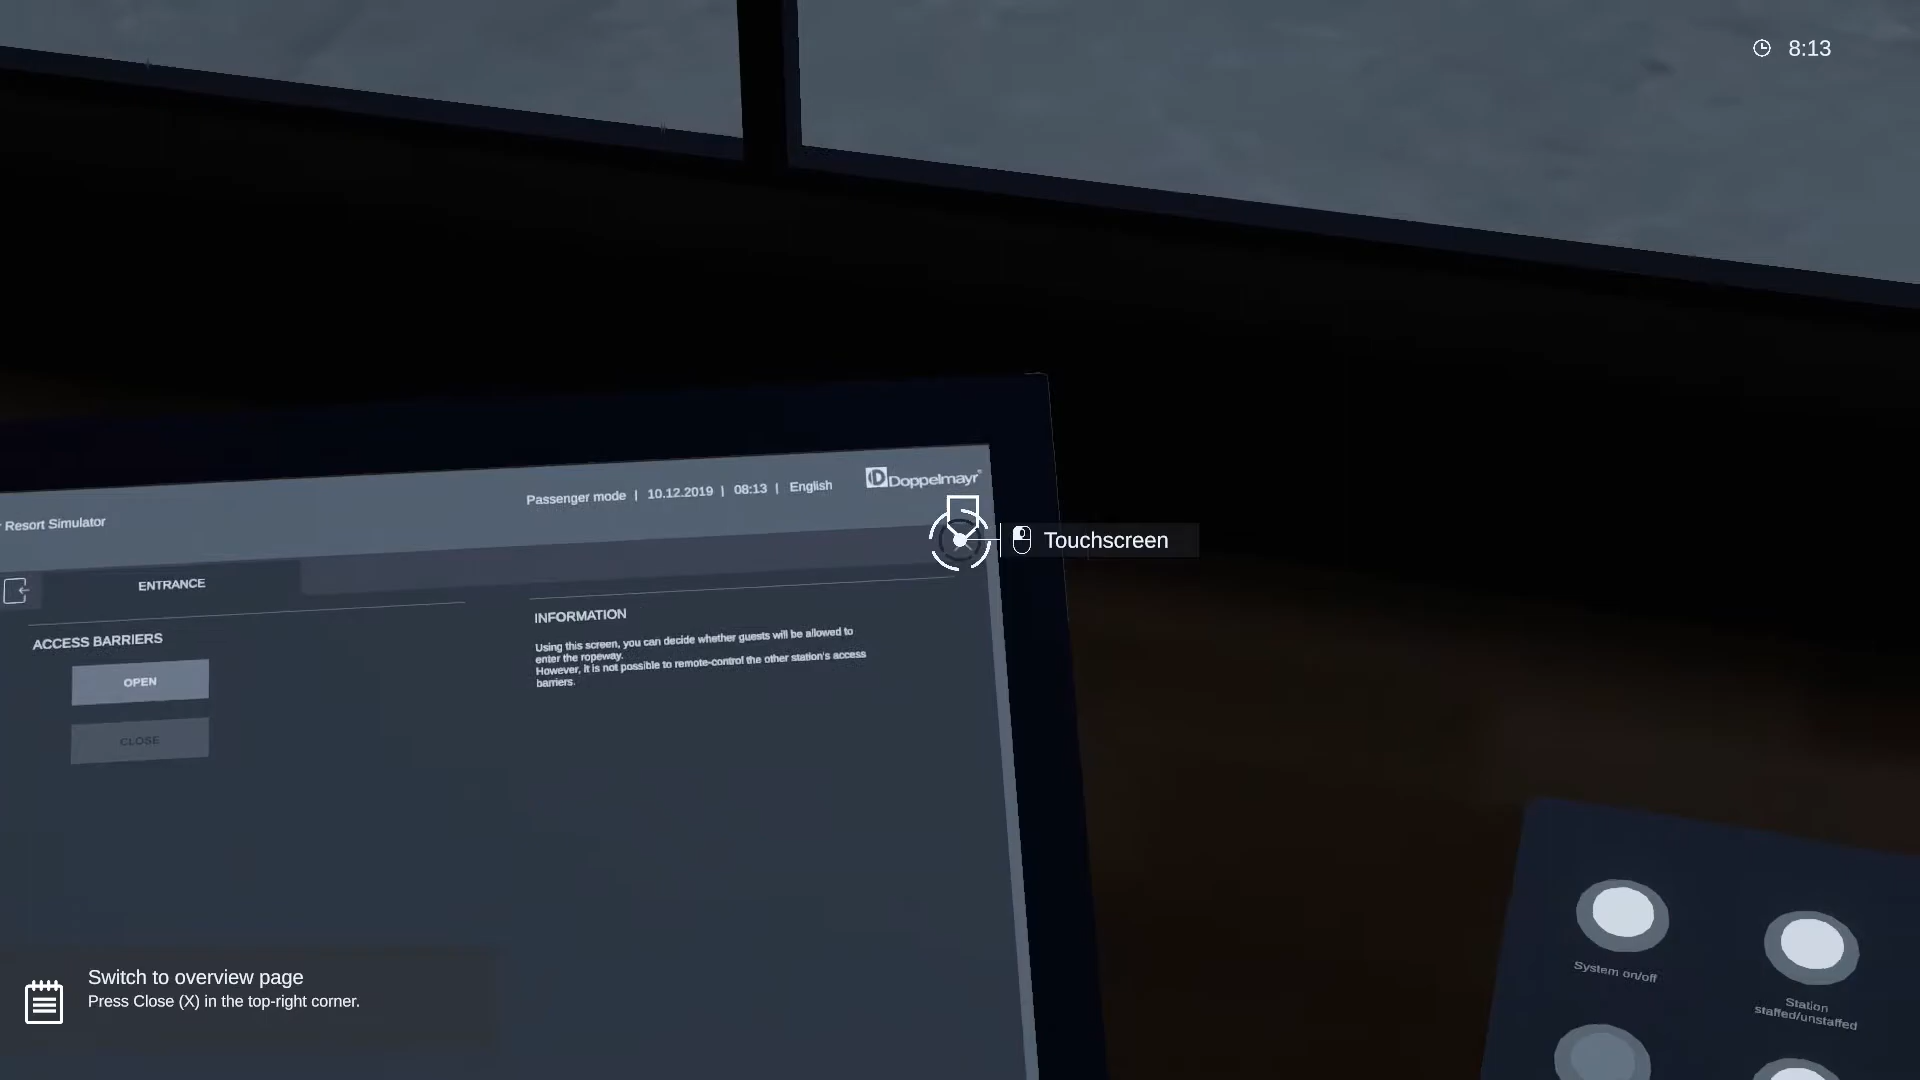 8:13
Doppelmayr
Passenger mode | 10.12.2019 | 08:13 | English
Resort Simulator
Touchscreen
ENTRANCE
INFORMATION
Using this screen, you can decide whether guests will be allowed to
enter the ropeway.
However, it is not possible to remote-control the other station's access
barriers.
ACCESS BARRIERS
OPEN
CLOSE
System on/off
Station
staffed/unstaffed
Switch to overview page
Press Close (X) in the top-right corner.